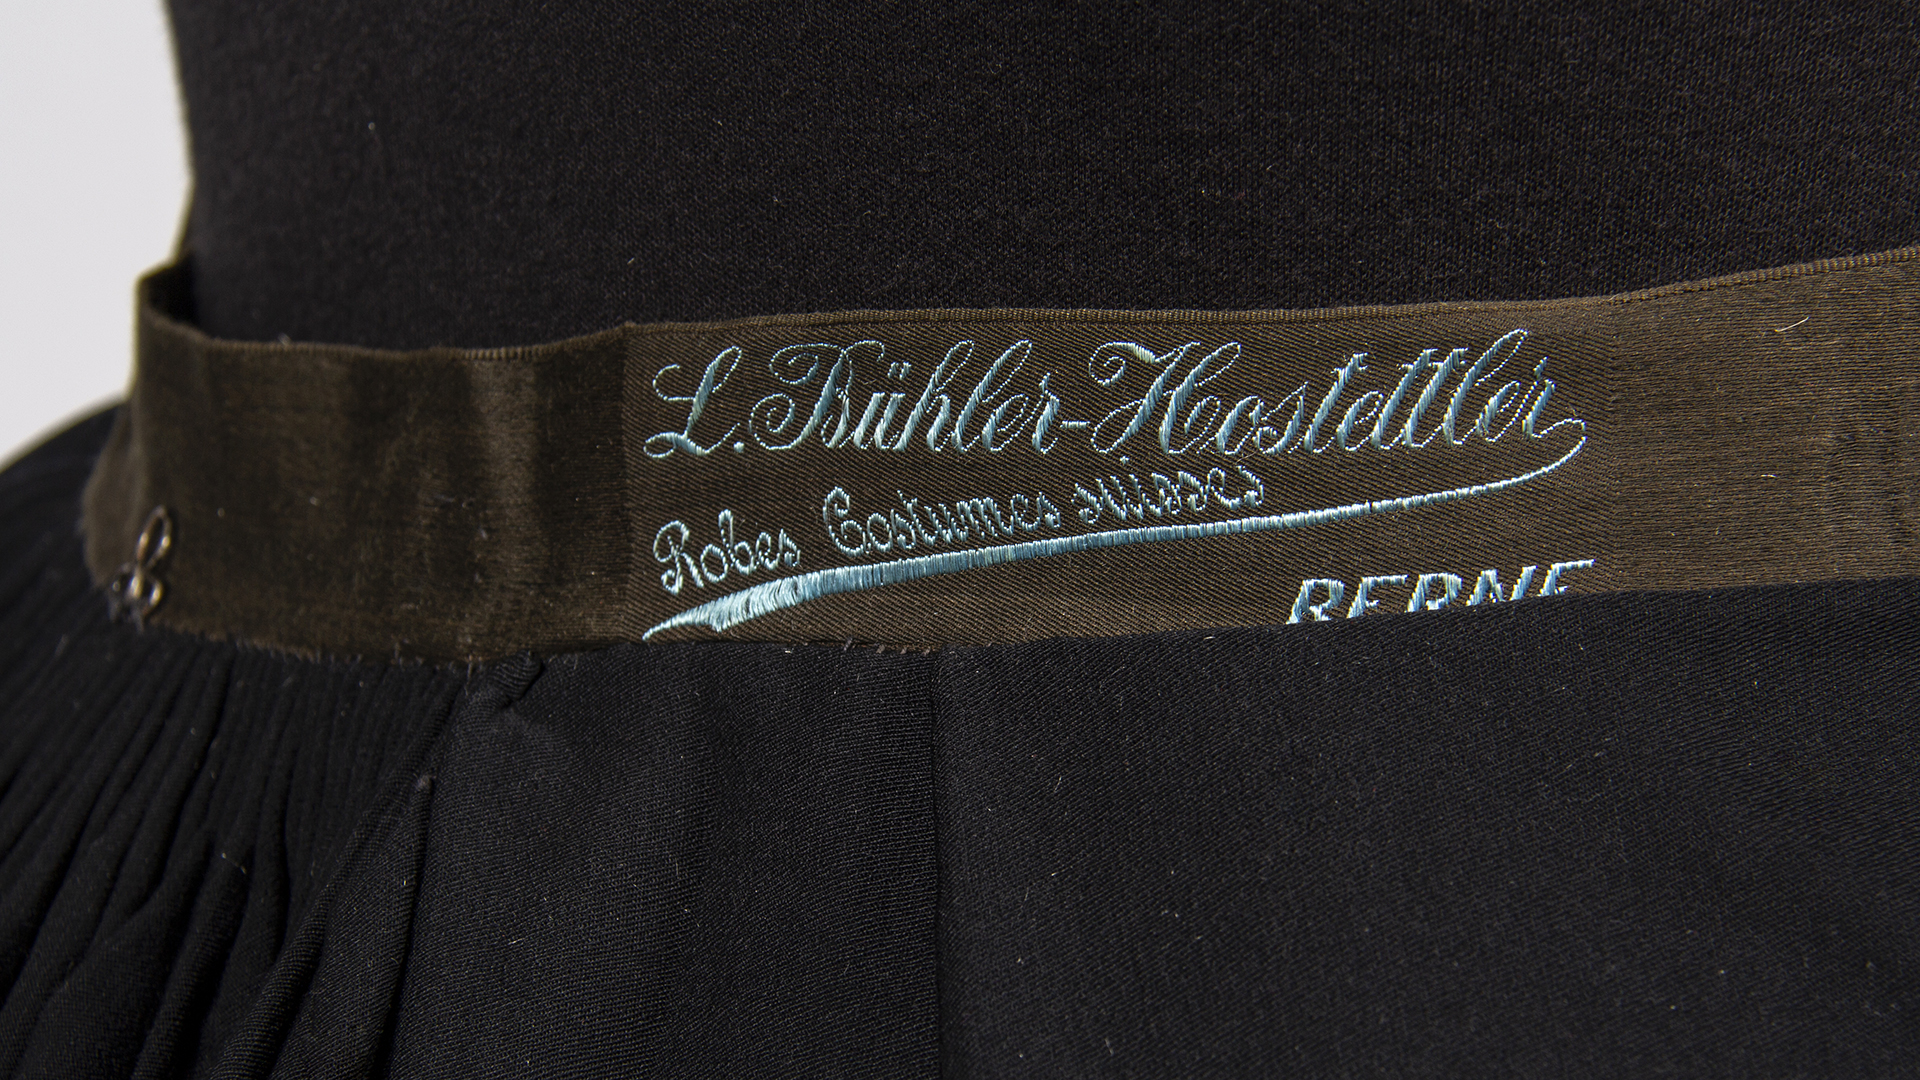 L. Bühler-Hostettler
Robes Costumes suisses
BERNE